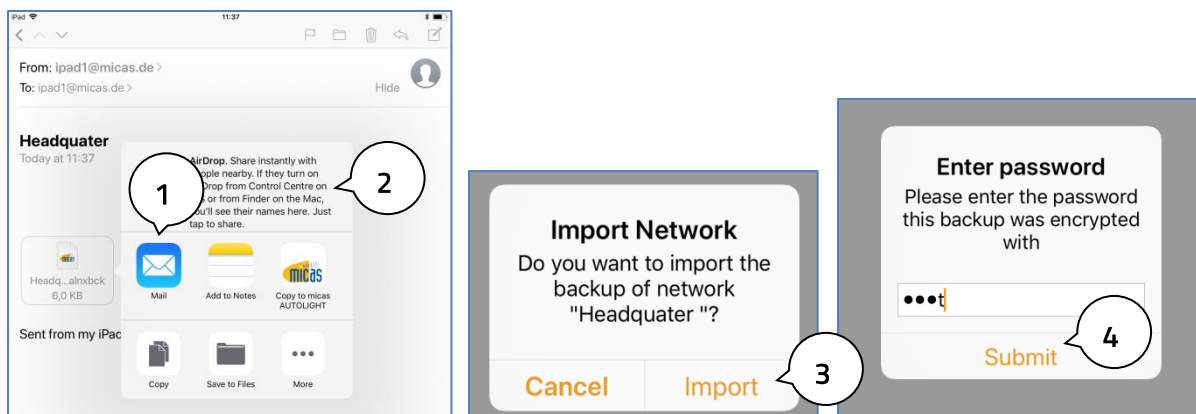 iPad 11:37
From: ipad1@micas.de >
To: ipad1@micas.de > Hide
Headquater
Today at 11:37
AirDrop. Share instantly with
people nearby. If they turn on
AirDrop from Control Centre on
or from Finder on the Mac,
you'll see their names here. Just
tap to share.
1
2
micas
micas
Headq...alnxbck
6,0 KB
Mail
Add to Notes
Copy to micas
AUTOLIGHT
Sent from my iPad
Copy
Save to Files
More
Import Network
Do you want to import the
backup of network
"Headquater "?
Cancel
Import
3
Enter password
Please enter the password
this backup was encrypted
with
●●●t
Submit
4